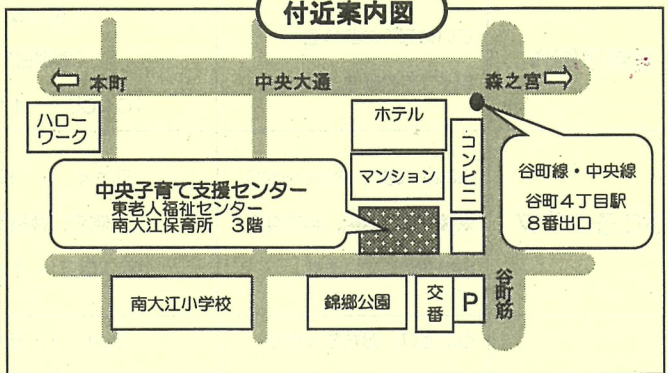 付近案内図
本町
中央大通
森之宮
ハロー
ワーク
ホテル
コンビニ
マンション
谷町線・中央線
谷町4丁目駅
8番出口
中央子育て支援センター
東老人福祉センター
南大江保育所 3階
南大江小学校
錦郷公園
交番
P
谷町筋